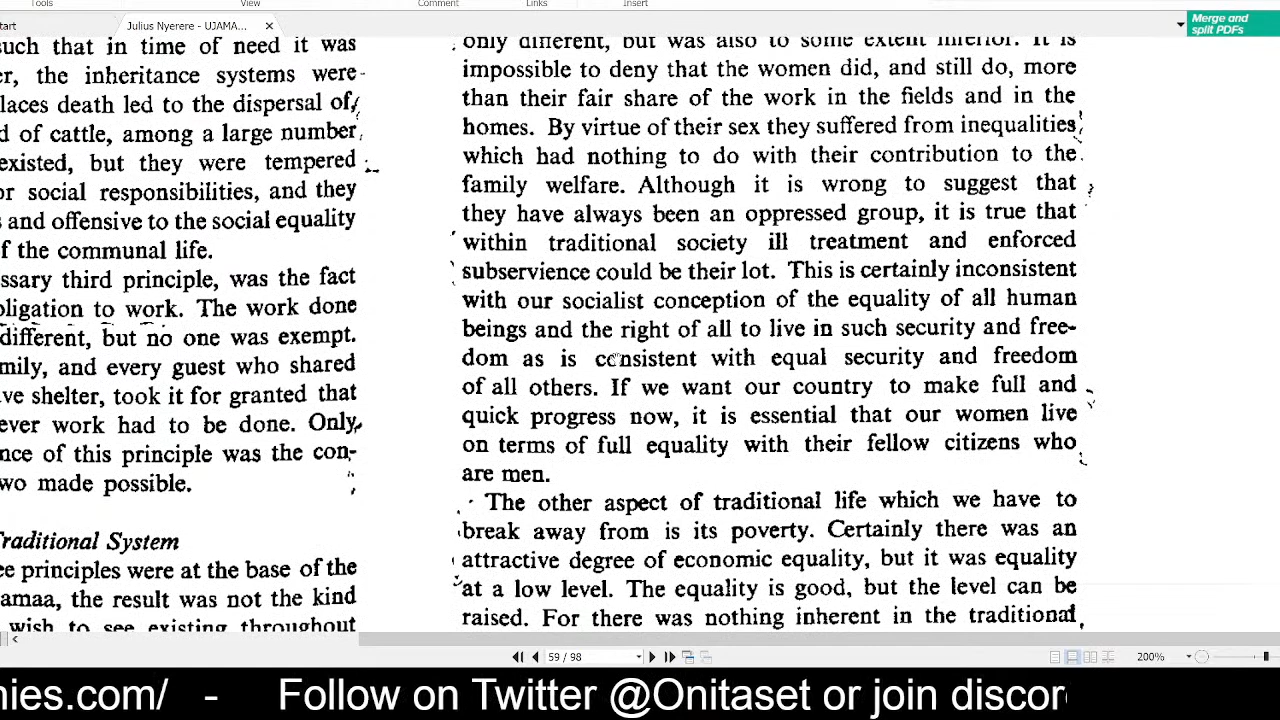 Tools View Comment Links Insert
tart Julius Nyerere - UJAMA... ✕
Merge and
split PDFs
such that in time of need it was
er, the inheritance systems were
laces death led to the dispersal of
d of cattle, among a large number
existed, but they were tempered
or social responsibilities, and they
s and offensive to the social equality
f the communal life.
ssary third principle, was the fact
bligation to work. The work done
different, but no one was exempt.
mily, and every guest who shared
ve shelter, took it for granted that
ever work had to be done. Only
nce of this principle was the con-
wo made possible.
Traditional System
ee principles were at the base of the
amaa, the result was not the kind
wish to see existing throughout
only different, but was also to some extent inferior. It is
impossible to deny that the women did, and still do, more
than their fair share of the work in the fields and in the
homes. By virtue of their sex they suffered from inequalities
which had nothing to do with their contribution to the
family welfare. Although it is wrong to suggest that
they have always been an oppressed group, it is true that
within traditional society ill treatment and enforced
subservience could be their lot. This is certainly inconsistent
with our socialist conception of the equality of all human
beings and the right of all to live in such security and free-
dom as is consistent with equal security and freedom
of all others. If we want our country to make full and
quick progress now, it is essential that our women live
on terms of full equality with their fellow citizens who
are men.
The other aspect of traditional life which we have to
break away from is its poverty. Certainly there was an
attractive degree of economic equality, but it was equality
at a low level. The equality is good, but the level can be
raised. For there was nothing inherent in the traditional
59 / 98
200%
nies.com/ - Follow on Twitter @Onitaset or join discor